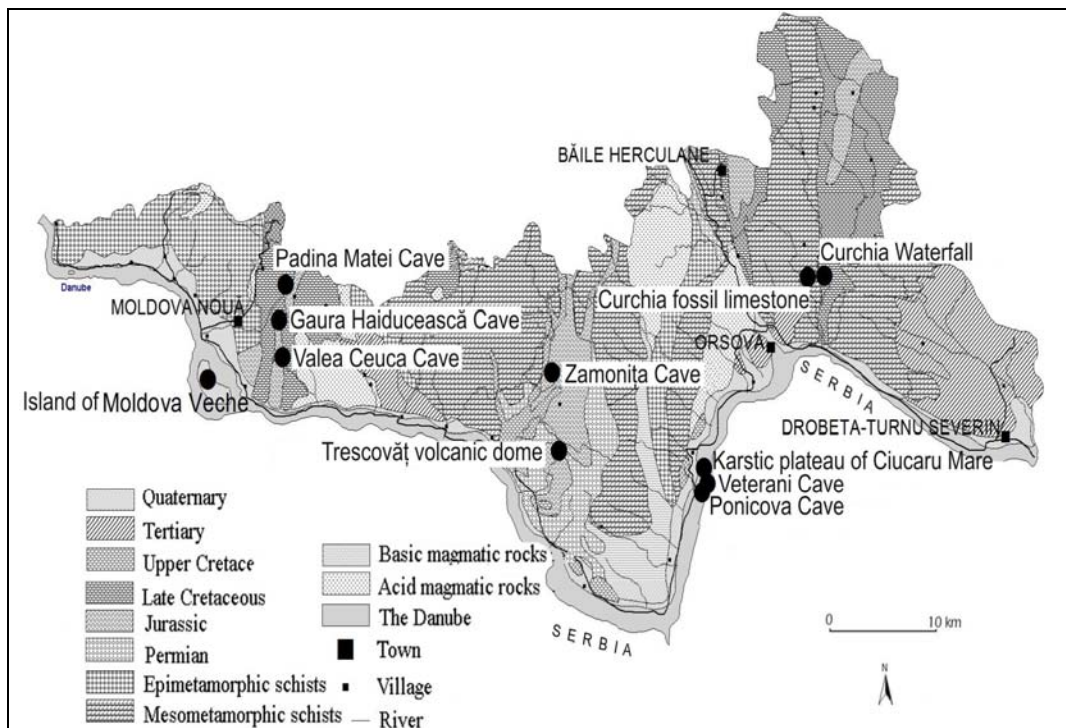 BĂILE HERCULANE
Padina Matei Cave
Curchia Waterfall
Danube
MOLDOVA NOUA
Curchia fossil limestone
Gaura Haiducească Cave
ORSOVA
Valea Ceuca Cave
Zamonita Cave
SERBIA
Island of Moldova Veche
DROBETA-TURNU SEVERIN
Trescovăţ volcanic dome
Karstic plateau of Ciucaru Mare
Veterani Cave
Ponicova Cave
SERBIA
Quaternary
Tertiary
Upper Cretace
Late Cretaceous
Jurassic
Permian
Epimetamorphic schists
Mesometamorphic schists
Basic magmatic rocks
Acid magmatic rocks
The Danube
Town
Village
River
0 10 km
N